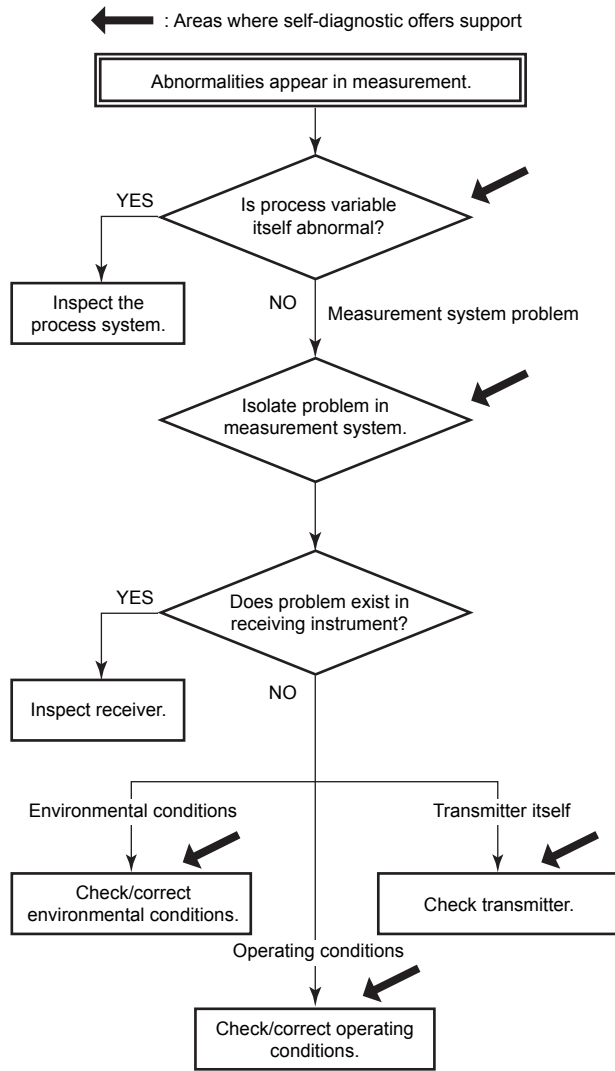 : Areas where self-diagnostic offers support
Abnormalities appear in measurement.
YES
Is process variable
itself abnormal?
Inspect the
process system.
NO
Measurement system problem
Isolate problem in
measurement system.
YES
Does problem exist in
receiving instrument?
Inspect receiver.
NO
Environmental conditions
Transmitter itself
Check/correct
environmental conditions.
Check transmitter.
Operating conditions
Check/correct operating
conditions.